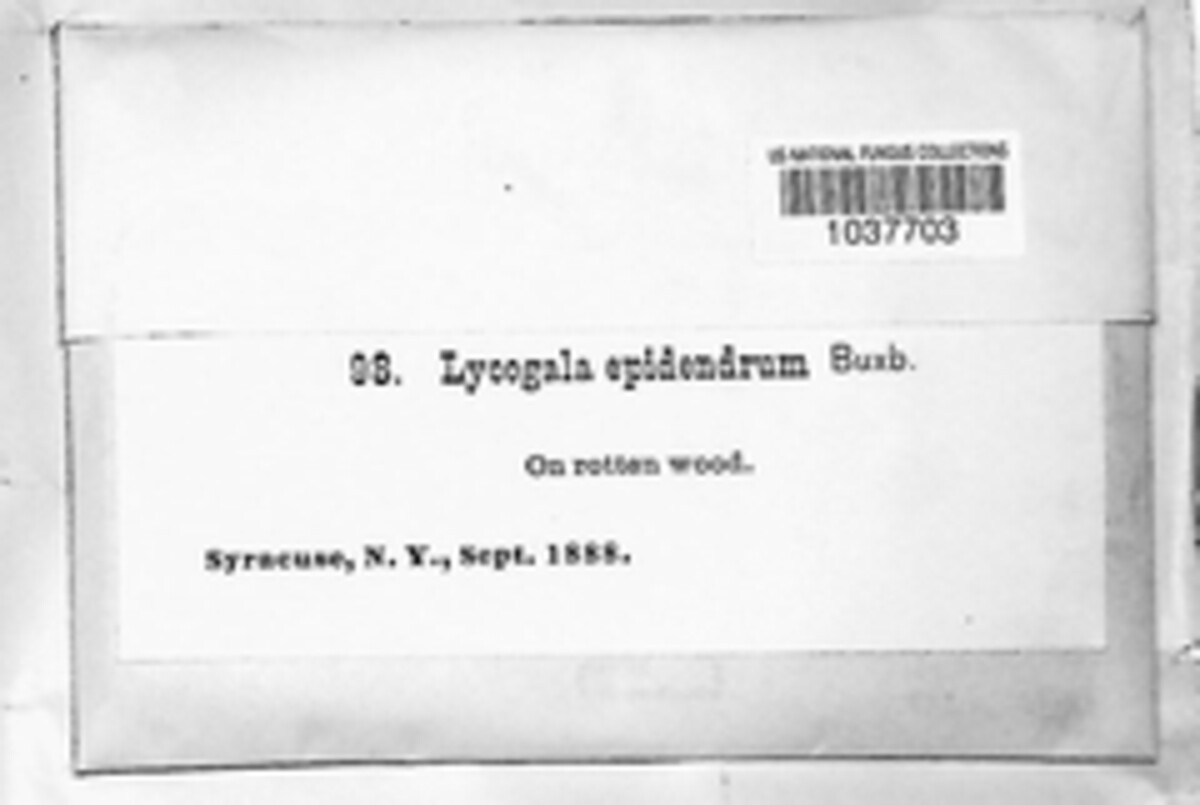 US NATIONAL FUNGUS COLLECTIONS
1037703
98. Lycogala epidendrum Buxb.
On rotten wood.
Syracuse, N. Y., Sept. 1888.